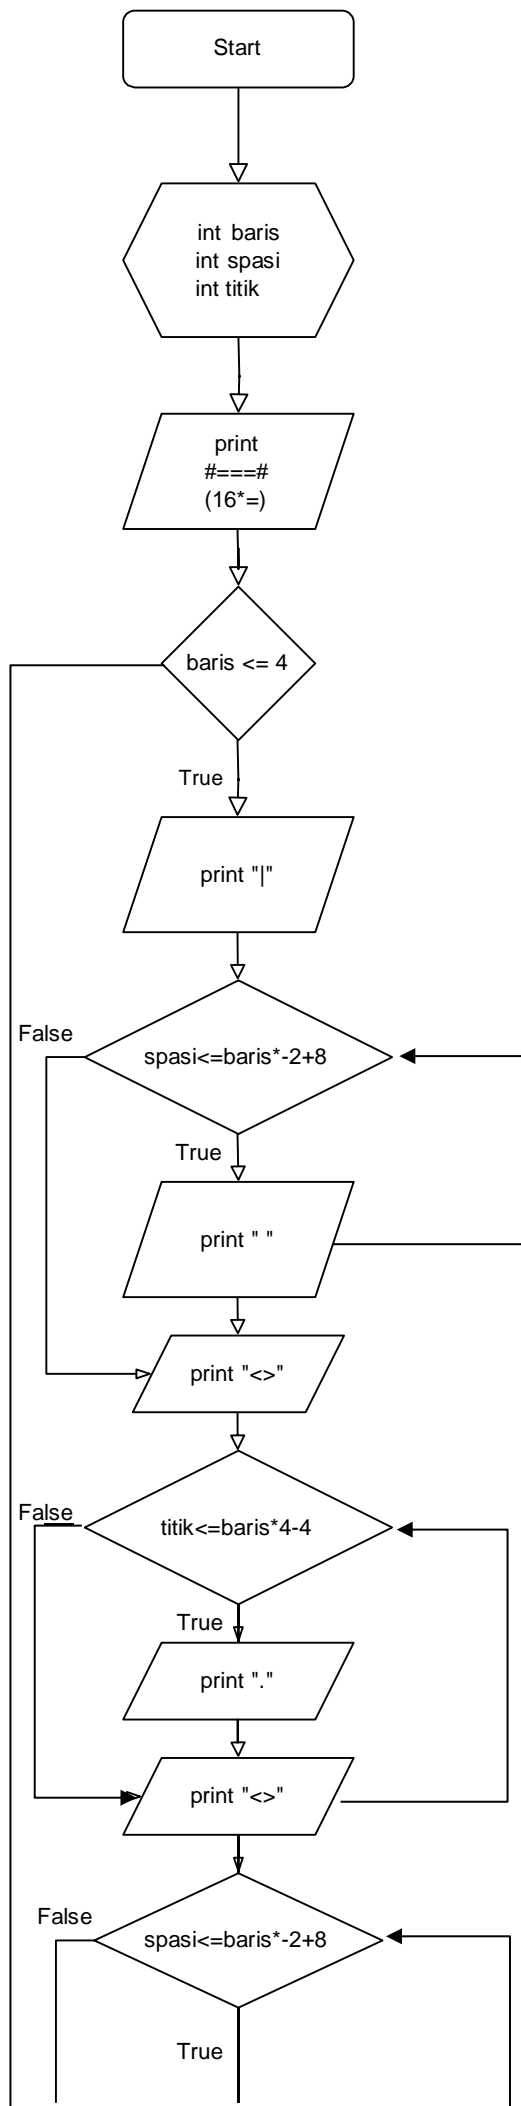 Start
int baris
int spasi
int titik
print
#===#
(16*=)
baris <= 4
True
print "|"
False
spasi<=baris*-2+8
True
print " "
print "<>"
False
titik<=baris*4-4
True
print "."
print "<>"
False
spasi<=baris*-2+8
True